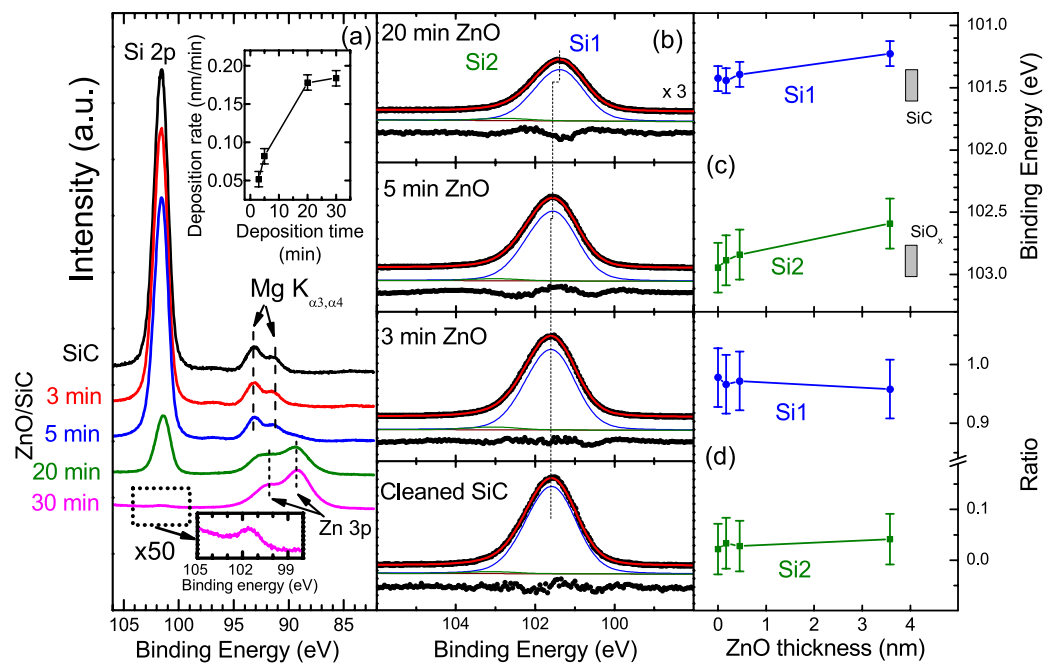 (a)
Si 2p
Intensity (a.u.)
Deposition rate (nm/min)
0.20
0.15
0.10
0.05
0 10 20 30
Deposition time
(min)
Mg K α3,α4
ZnO/SiC
SiC
3 min
5 min
20 min
30 min
Zn 3p
x50
105 102 99
Binding energy (eV)
105 100 95 90 85
Binding Energy (eV)
20 min ZnO
(b)
Si2
Si1
x 3
5 min ZnO
3 min ZnO
Cleaned SiC
104 102 100
Binding Energy (eV)
101.0
101.5
102.0
102.5
103.0
Binding Energy (eV)
Si1
SiC
(c)
SiOx
Si2
1.0
0.9
Si1
(d)
Ratio
0.1
0.0
Si2
0 1 2 3 4 5
ZnO thickness (nm)